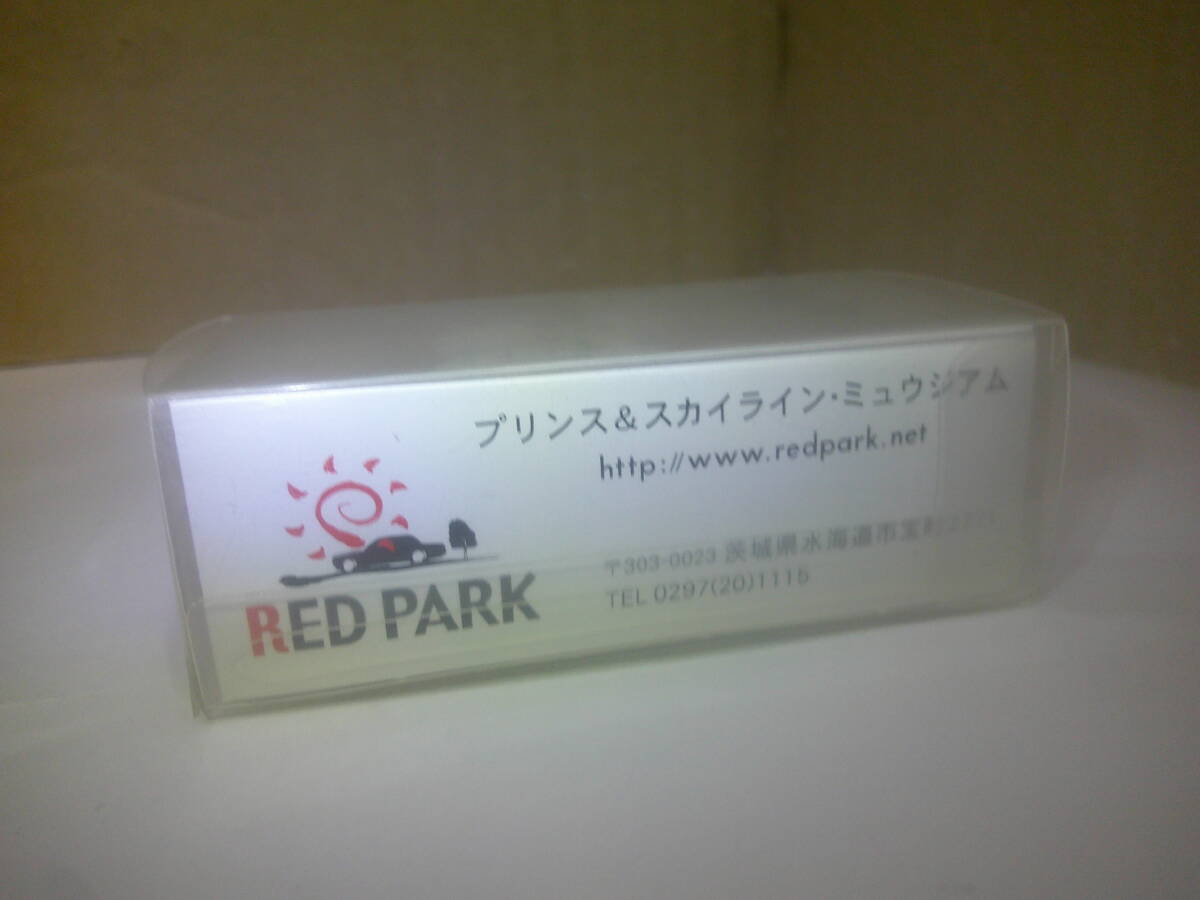 プリンス&スカイライン・ミュウジアム
http://www.redpark.net
RED PARK
〒303-0023 茨城県水海道市宝町
TEL 0297(20)1115